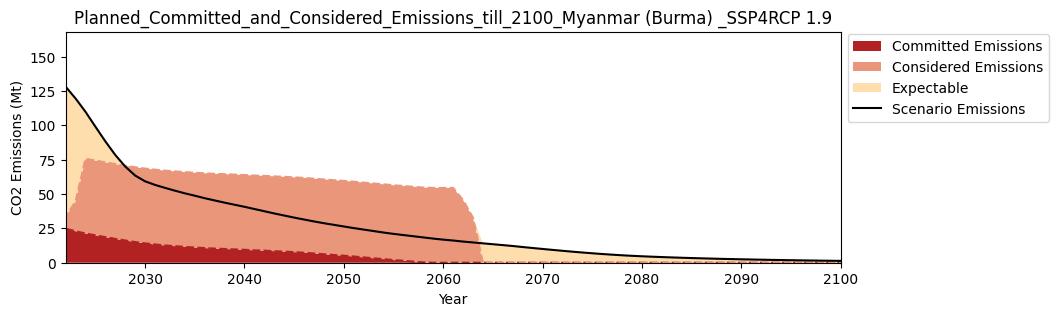 Planned_Committed_and_Considered_Emissions_till_2100_Myanmar (Burma) _SSP4RCP 1.9
CO2 Emissions (Mt)
150
125
100
75
50
25
0
2030
2040
2050
2060
2070
2080
2090
2100
Year
Committed Emissions
Considered Emissions
Expectable
Scenario Emissions